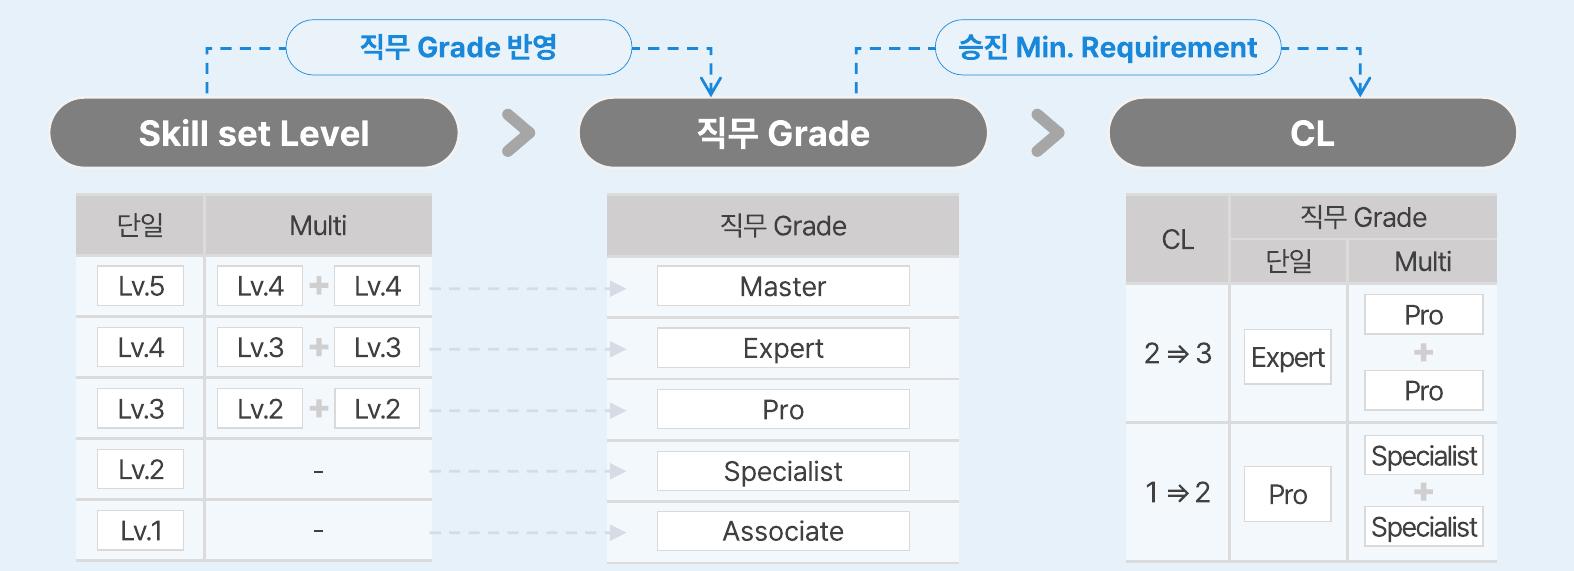 직무 Grade 반영
승진 Min. Requirement
Skill set Level
직무 Grade
CL
단일 Multi
Lv.5 Lv.4 + Lv.4
Lv.4 Lv.3 + Lv.3
Lv.3 Lv.2 + Lv.2
Lv.2 -
Lv.1 -
직무 Grade
Master
Expert
Pro
Specialist
Associate
CL 직무 Grade
단일 Multi
2 ⇒ 3 Expert Pro
+
Pro
1 ⇒ 2 Pro Specialist
+
Specialist